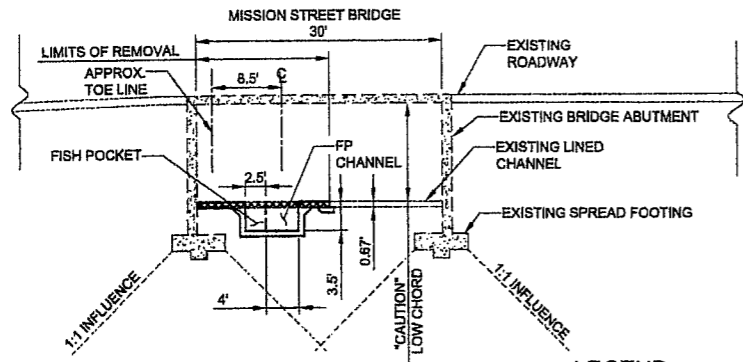 MISSION STREET BRIDGE
30'
LIMITS OF REMOVAL
EXISTING
ROADWAY
APPROX.
TOE LINE
8.5'
℄
EXISTING BRIDGE ABUTMENT
FISH POCKET
FP
CHANNEL
EXISTING LINED
CHANNEL
2.5'
EXISTING SPREAD FOOTING
0.67'
3.5'
4'
"CAUTION"
LOW CHORD
1:1 INFLUENCE
1:1 INFLUENCE